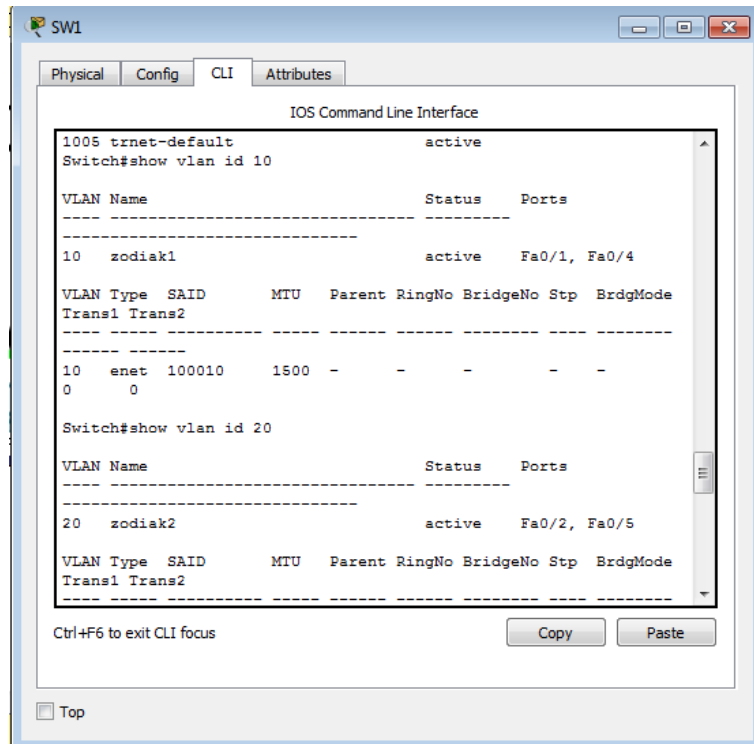 SW1
Physical Config CLI Attributes
IOS Command Line Interface
1005 trnet-default                    active
Switch#show vlan id 10
VLAN Name                             Status    Ports
---- -------------------------------- ---------
-------------------------------
10   zodiak1                          active    Fa0/1, Fa0/4
VLAN Type  SAID       MTU   Parent RingNo BridgeNo Stp  BrdgMode
Trans1 Trans2
---- ----- ---------- ----- ------ ------ -------- ---- --------
------ ------
10   enet  100010     1500  -      -      -        -    -
0      0
Switch#show vlan id 20
VLAN Name                             Status    Ports
---- -------------------------------- ---------
-------------------------------
20   zodiak2                          active    Fa0/2, Fa0/5
VLAN Type  SAID       MTU   Parent RingNo BridgeNo Stp  BrdgMode
Trans1 Trans2
---- ----- ---------- ----- ------ ------ -------- ---- --------
Ctrl+F6 to exit CLI focus
Copy Paste
Top